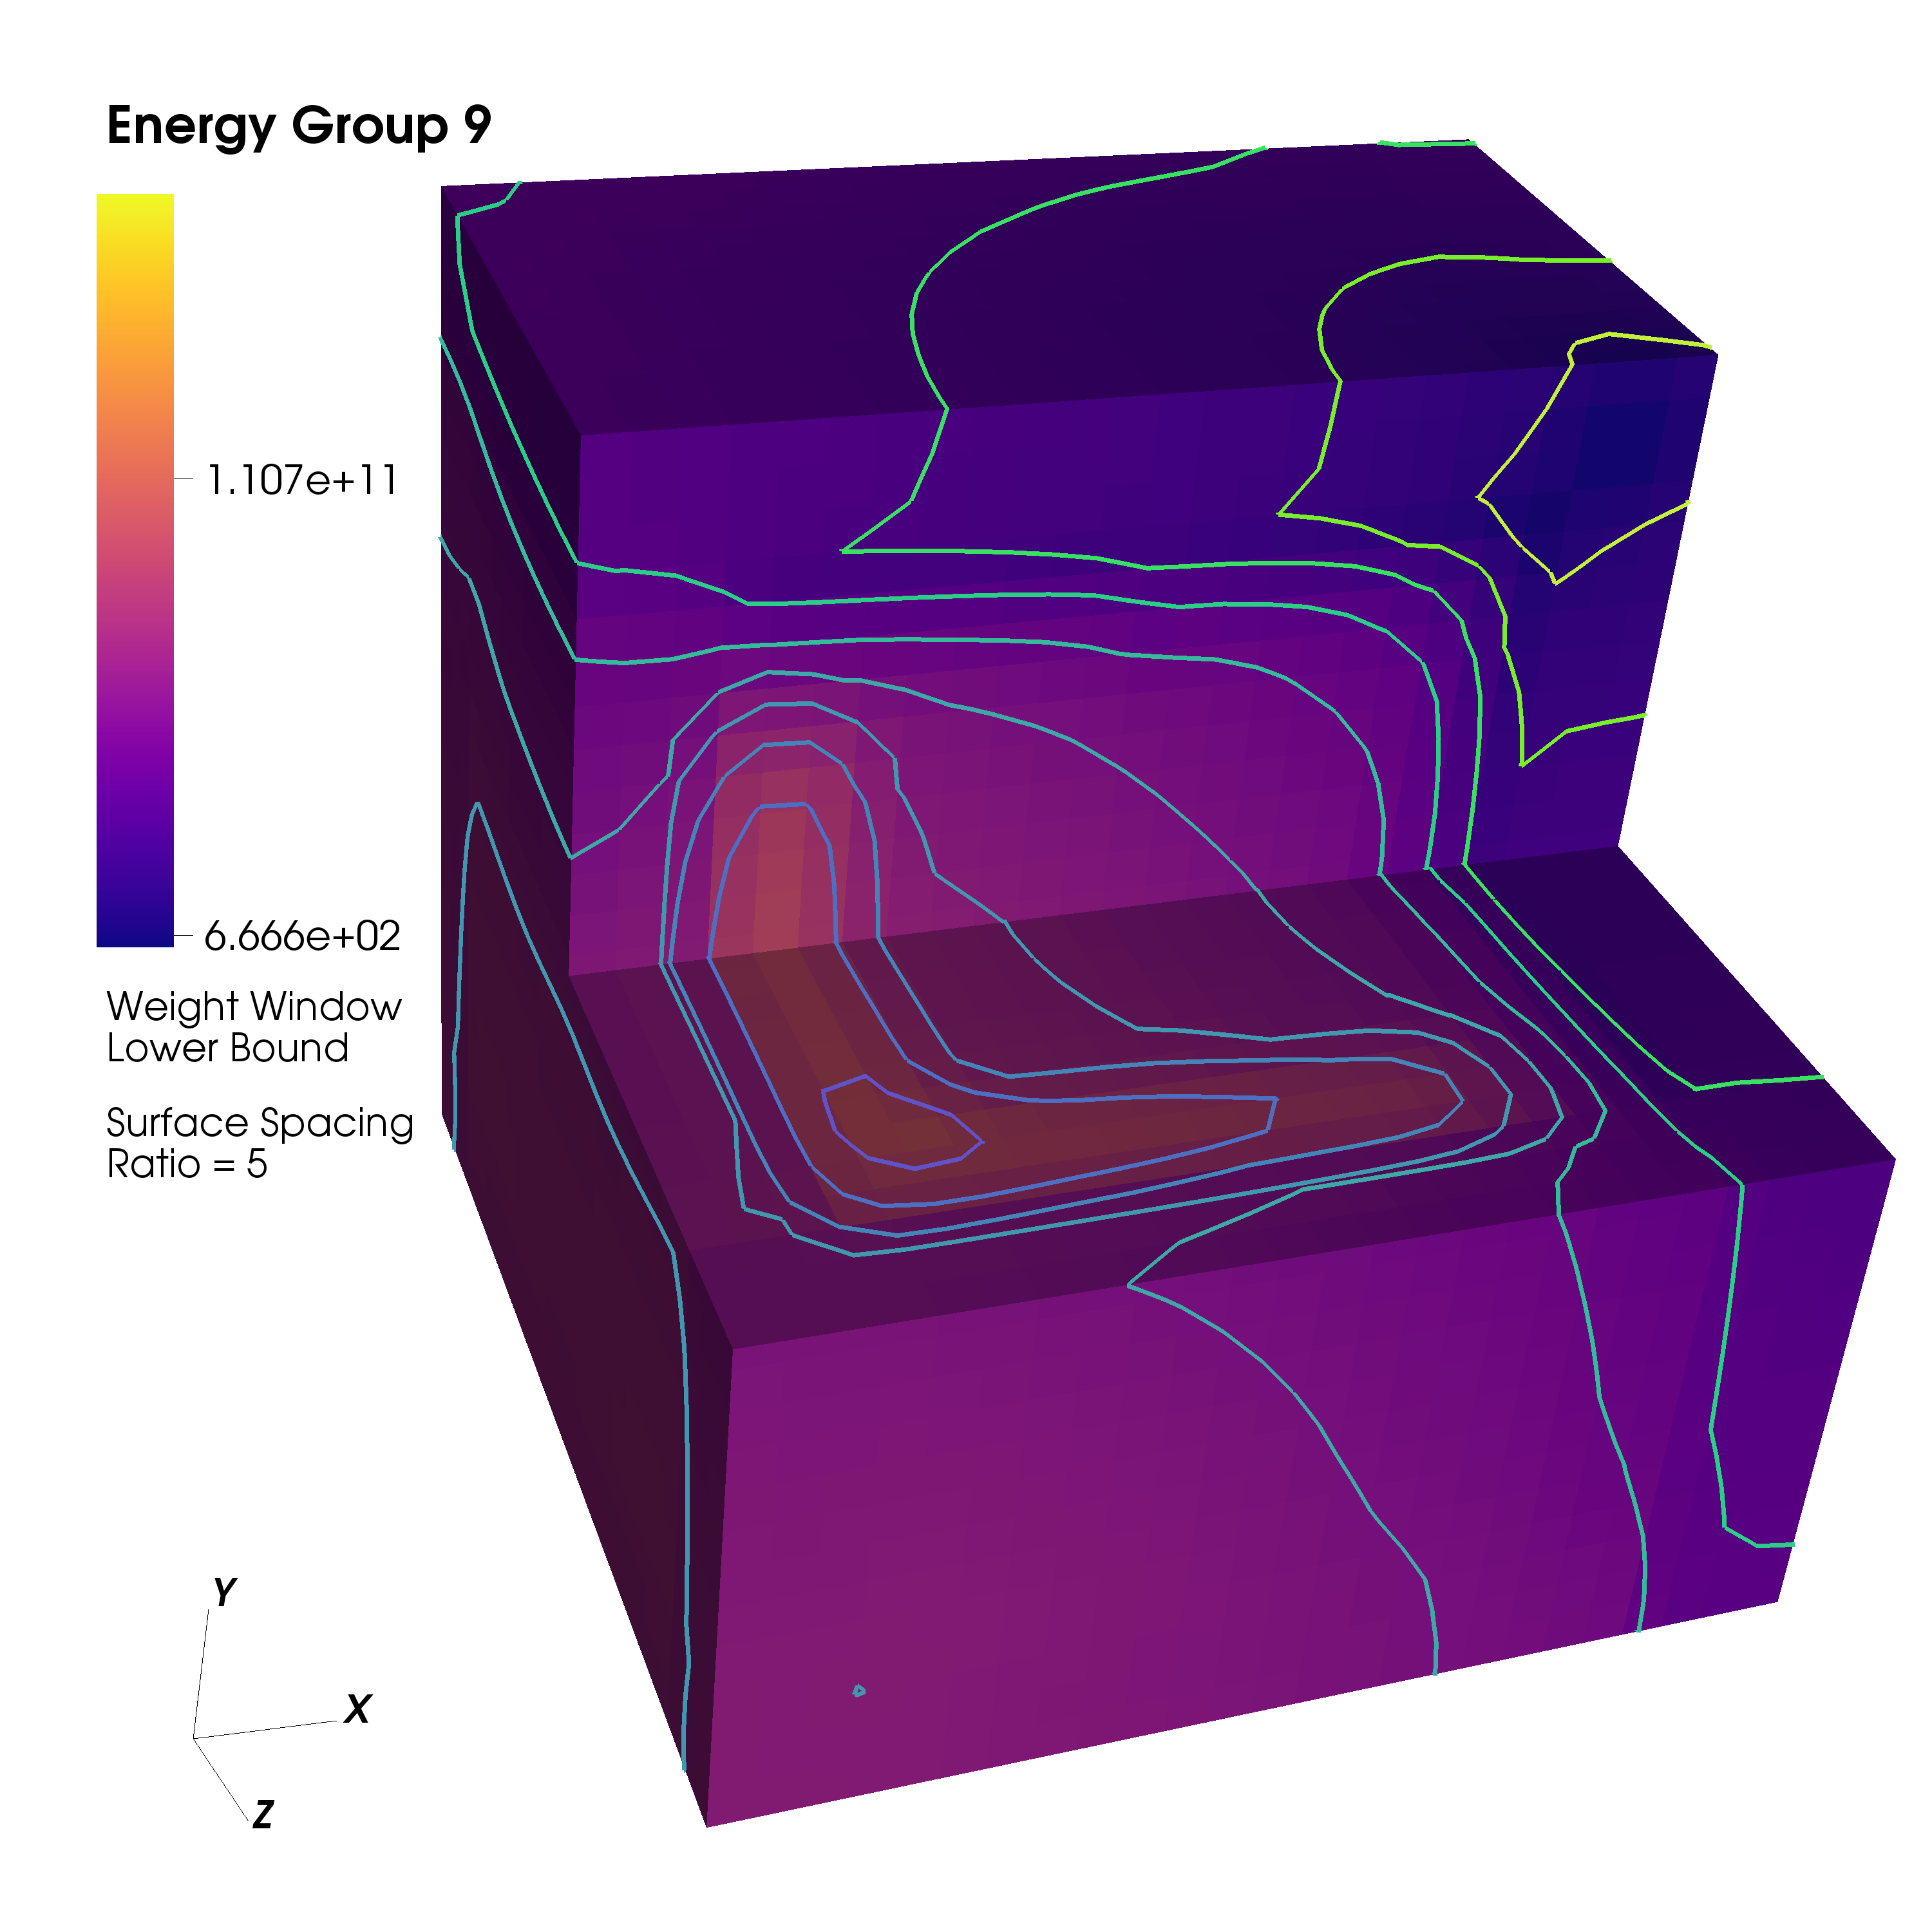 Energy Group 9
1.107e+11
6.666e+02
Weight Window
Lower Bound
Surface Spacing
Ratio = 5
Y
X
Z